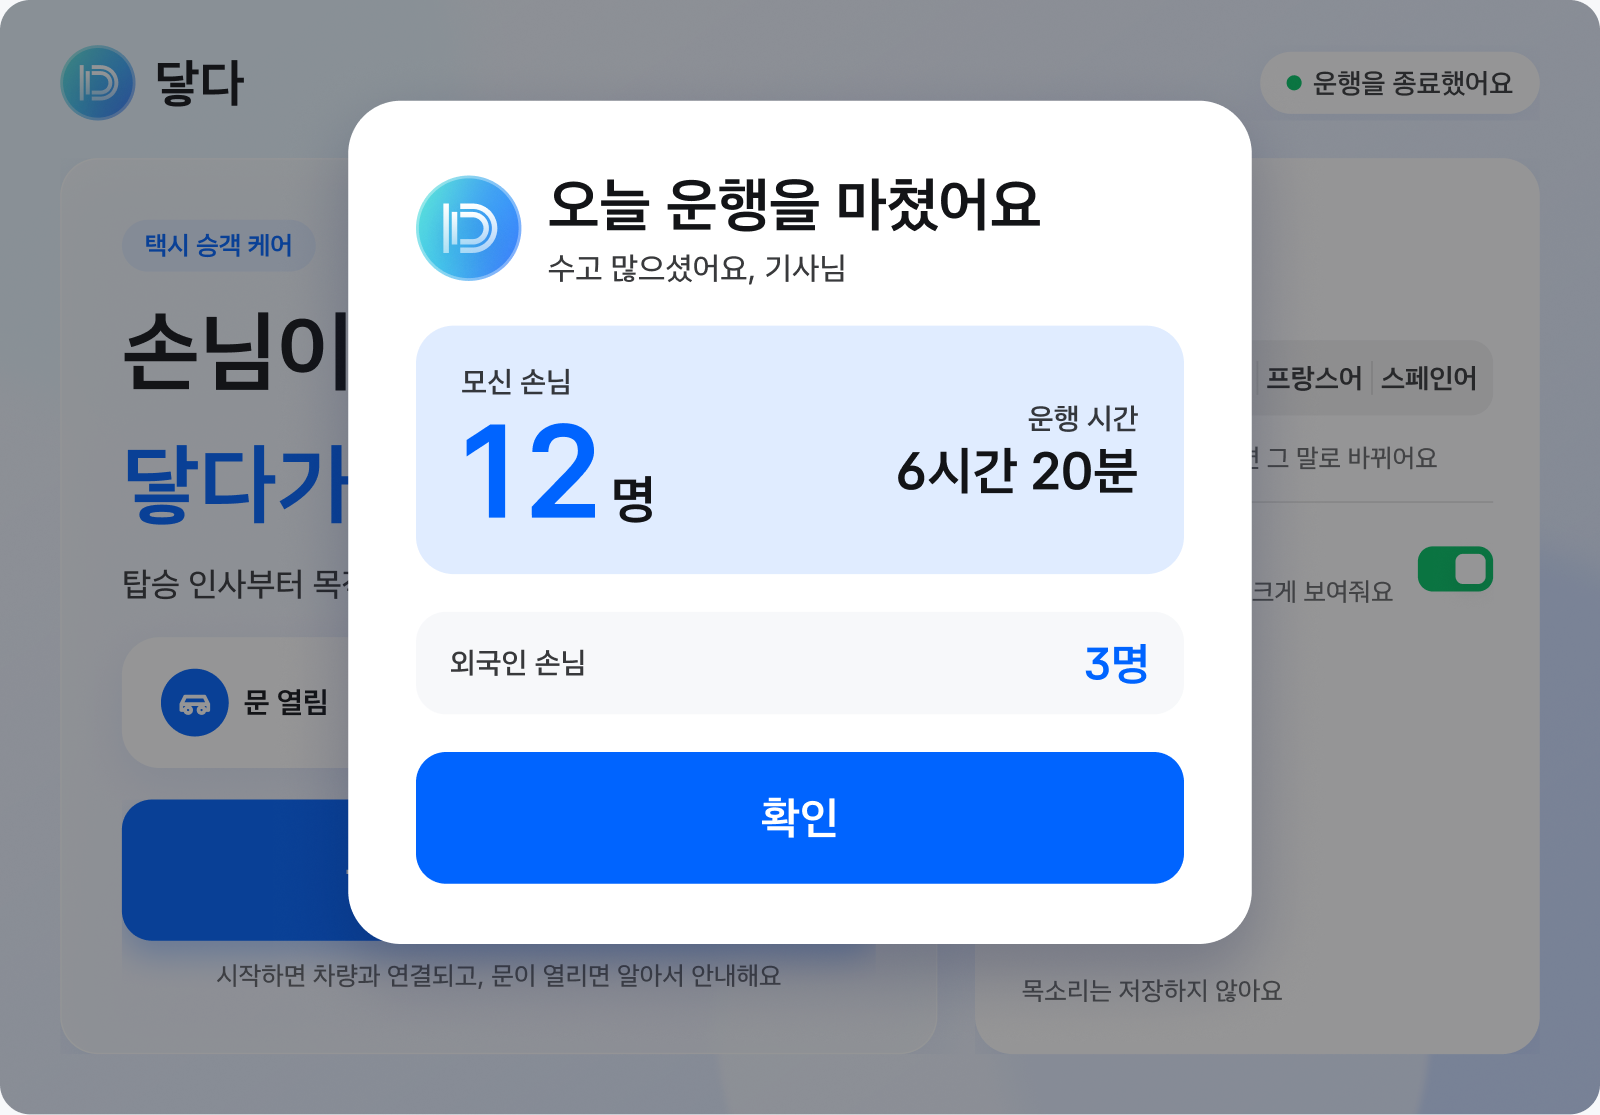 닿다
운행을 종료했어요
택시 승객 케어
손님이
닿다가
탑승 인사부터
문 열림
시작하면 차량과 연결되고, 문이 열리면 알아서 안내해요
오늘 운행을 마쳤어요
수고 많으셨어요, 기사님
모신 손님
12 명
운행 시간
6시간 20분
외국인 손님
3명
확인
프랑스어
스페인어
그 말로 바뀌어요
크게 보여줘요
목소리는 저장하지 않아요